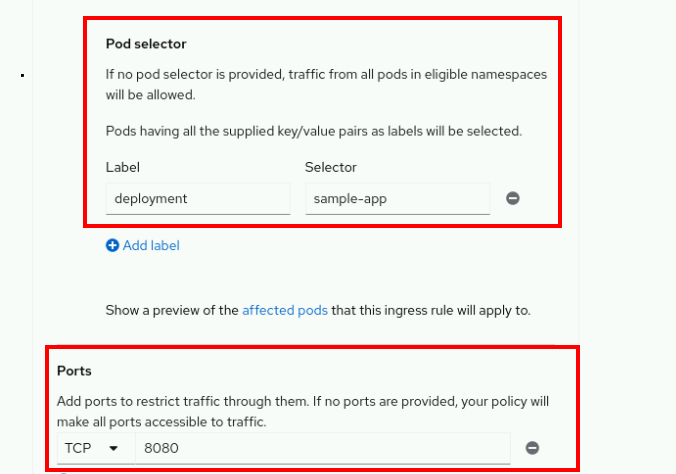 Pod selector
If no pod selector is provided, traffic from all pods in eligible namespaces
will be allowed.
Pods having all the supplied key/value pairs as labels will be selected.
Label Selector
deployment sample-app
Add label
Show a preview of the affected pods that this ingress rule will apply to.
Ports
Add ports to restrict traffic through them. If no ports are provided, your policy will
make all ports accessible to traffic.
TCP 8080